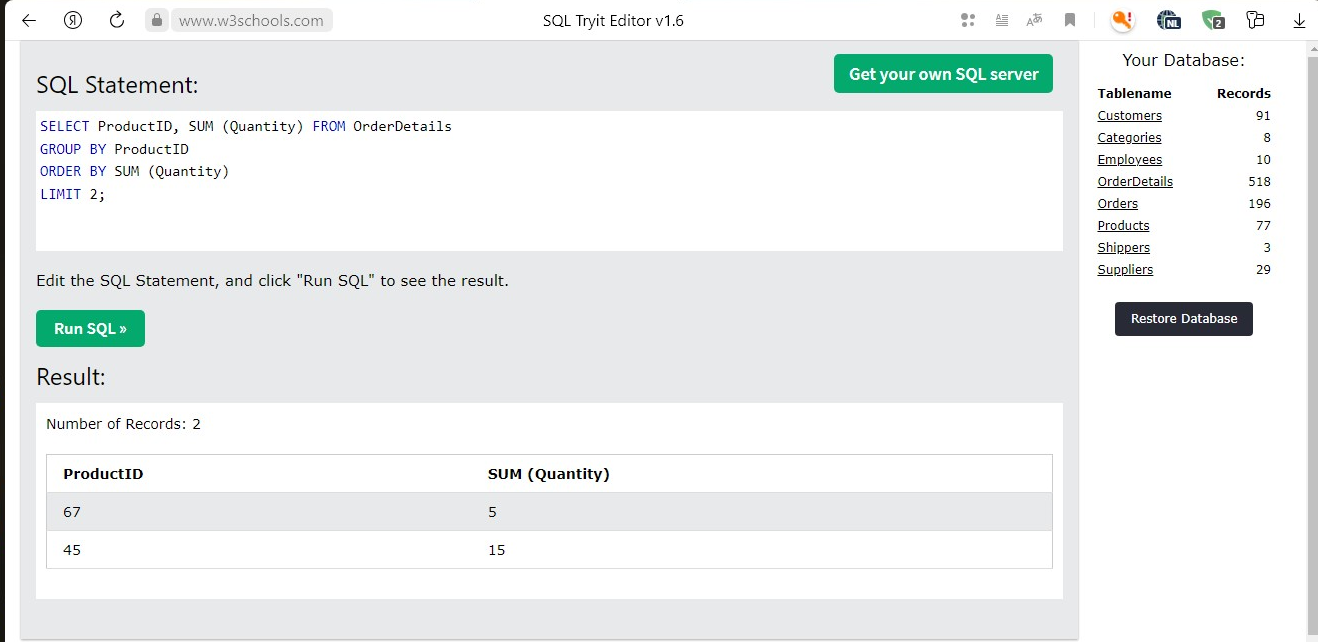 www.w3schools.com
SQL Tryit Editor v1.6
NL
2
SQL Statement:
Get your own SQL server
SELECT ProductID, SUM (Quantity) FROM OrderDetails
GROUP BY ProductID
ORDER BY SUM (Quantity)
LIMIT 2;
Edit the SQL Statement, and click "Run SQL" to see the result.
Run SQL »
Result:
Number of Records: 2
ProductID SUM (Quantity)
67 5
45 15
Your Database:
Tablename Records
Customers 91
Categories 8
Employees 10
OrderDetails 518
Orders 196
Products 77
Shippers 3
Suppliers 29
Restore Database